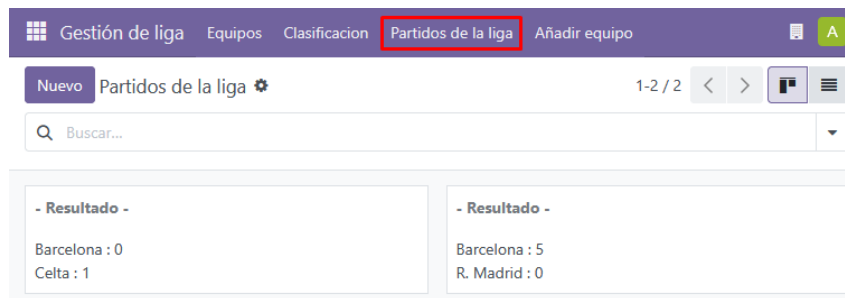 Gestión de liga Equipos Clasificacion Partidos de la liga Añadir equipo A
Nuevo Partidos de la liga 1-2 / 2
Buscar...
- Resultado -
Barcelona : 0
Celta : 1
- Resultado -
Barcelona : 5
R. Madrid : 0